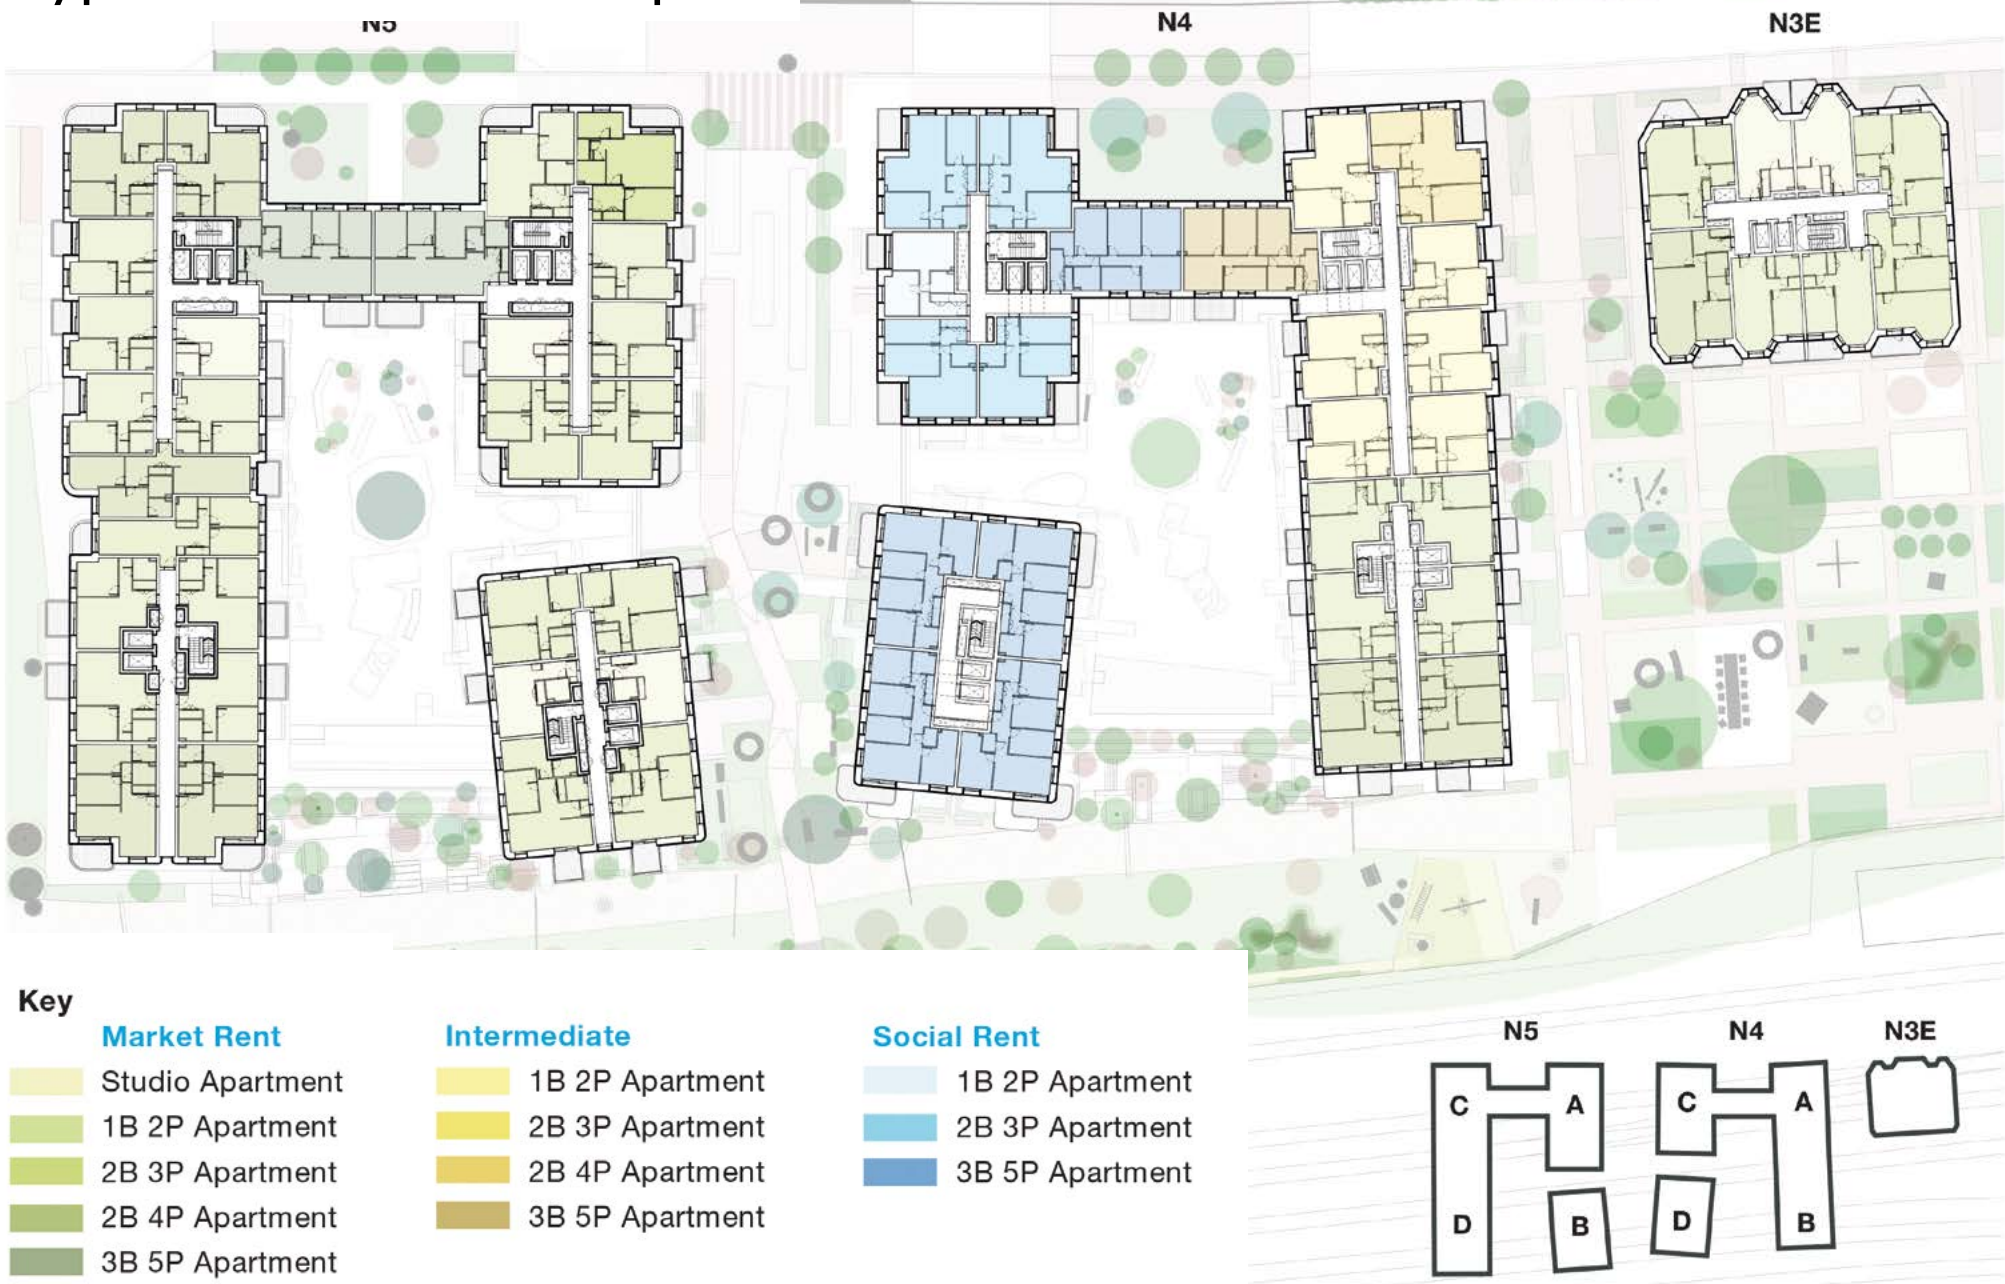 N5
N4
N3E
Key
Market Rent
Studio Apartment
1B 2P Apartment
2B 3P Apartment
2B 4P Apartment
3B 5P Apartment
Intermediate
1B 2P Apartment
2B 3P Apartment
2B 4P Apartment
3B 5P Apartment
Social Rent
1B 2P Apartment
2B 3P Apartment
3B 5P Apartment
N5
N4
N3E
C
A
C
A
D
B
D
B